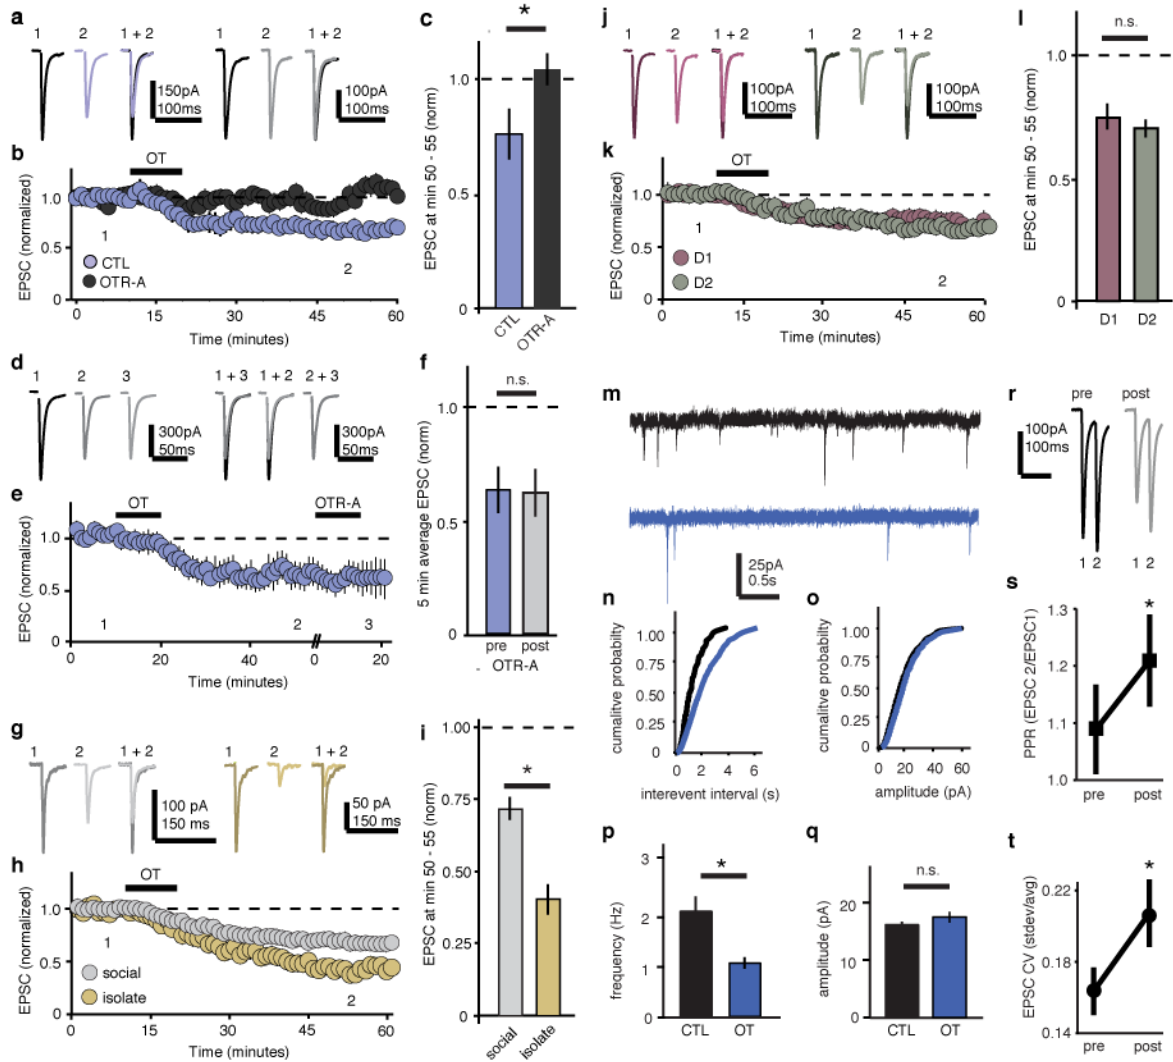 a
1 2 1 + 2
150pA
100ms
1 2 1 + 2
100pA
100ms
b
OT
EPSC (normalized)
1.0
0.5
0
1
2
CTL
OTR-A
0 15 30 45 60
Time (minutes)
c
*
EPSC at min 50 - 55 (norm)
1.0
0.5
0
CTL
OTR-A
d
1 2 3
300pA
50ms
1 + 3 1 + 2 2 + 3
300pA
50ms
e
OT
OTR-A
EPSC (normalized)
1.0
0.5
0
1
2
3
0 20 40 0 20
Time (minutes)
f
n.s.
5 min average EPSC (norm)
1.0
0.5
0
pre post
OTR-A
g
1 2 1 + 2
100 pA
150 ms
1 2 1 + 2
50 pA
150 ms
h
OT
EPSC (normalized)
1.0
0.5
0
1
2
social
isolate
0 15 30 45 60
Time (minutes)
i
*
EPSC at min 50 - 55 (norm)
1.00
0.75
0.50
0.25
0
social
isolate
j
1 2 1 + 2
100pA
100ms
1 2 1 + 2
100pA
100ms
k
OT
EPSC (normalized)
1.0
0.5
0
1
2
D1
D2
0 15 30 45 60
Time (minutes)
l
n.s.
EPSC at min 50 - 55 (norm)
1.0
0.5
0
D1 D2
m
25pA
0.5s
n
cumalitve probabiity
1.00
0.75
0.50
0.25
0
0 2 4 6
interevent interval (s)
o
cumalitve probabiity
1.00
0.75
0.50
0.25
0
0 20 40 60
amplitude (pA)
p
*
frequency (Hz)
3
2
1
0
CTL OT
q
n.s.
amplitude (pA)
20
10
0
CTL OT
r
pre post
100pA
100ms
1 2 1 2
s
*
PPR (EPSC 2/EPSC1)
1.3
1.2
1.1
1.0
pre post
t
*
EPSC CV (stdev/avg)
0.22
0.18
0.14
pre post